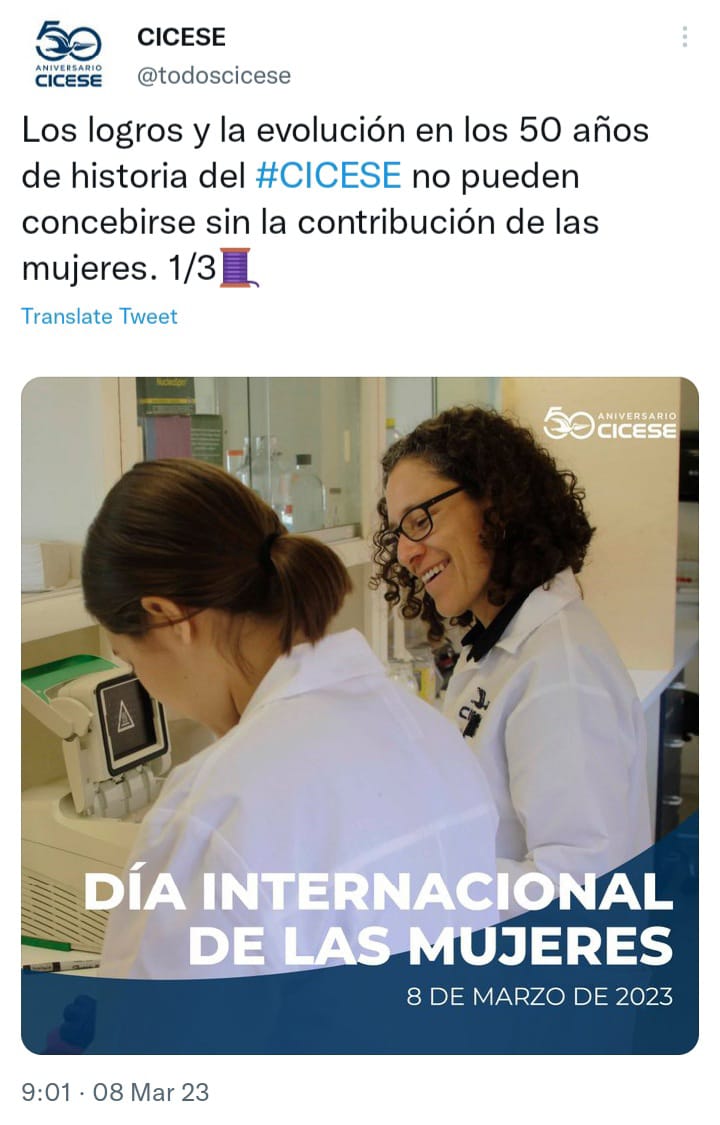 50
ANIVERSARIO
CICESE
CICESE
@todoscicese
Los logros y la evolución en los 50 años
de historia del #CICESE no pueden
concebirse sin la contribución de las
mujeres. 1/3🧵
Translate Tweet
NucleoSpin
50 ANIVERSARIO
CICESE
DÍA INTERNACIONAL
DE LAS MUJERES
8 DE MARZO DE 2023
9:01 · 08 Mar 23